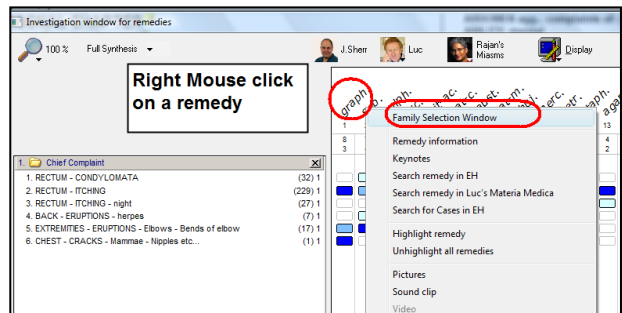 Investigation window for remedies
100 % Full Synthesis J.Sherr Luc Rajan's Miasms Display
Right Mouse click
on a remedy
graph.
1 13
8 4
3 2
Family Selection Window
Remedy information
Keynotes
Search remedy in EH
Search remedy in Luc's Materia Medica
Search for Cases in EH
Highlight remedy
Unhighlight all remedies
Pictures
Sound clip
Video
1. Chief Complaint
1. RECTUM - CONDYLOMATA (32) 1
2. RECTUM - ITCHING (229) 1
3. RECTUM - ITCHING - night (27) 1
4. BACK - ERUPTIONS - herpes (7) 1
5. EXTREMITIES - ERUPTIONS - Elbows - Bends of elbow (17) 1
6. CHEST - CRACKS - Mammae - Nipples etc... (1) 1